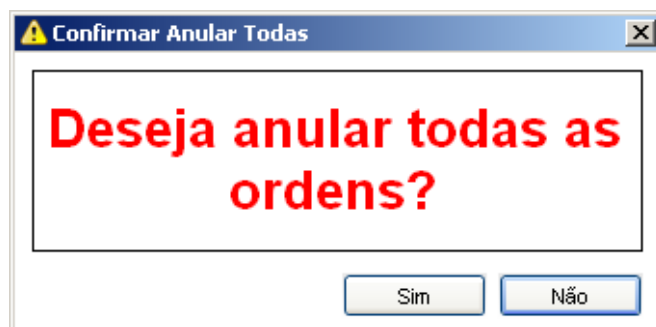 Confirmar Anular Todas
Deseja anular todas as
ordens?
Sim
Não